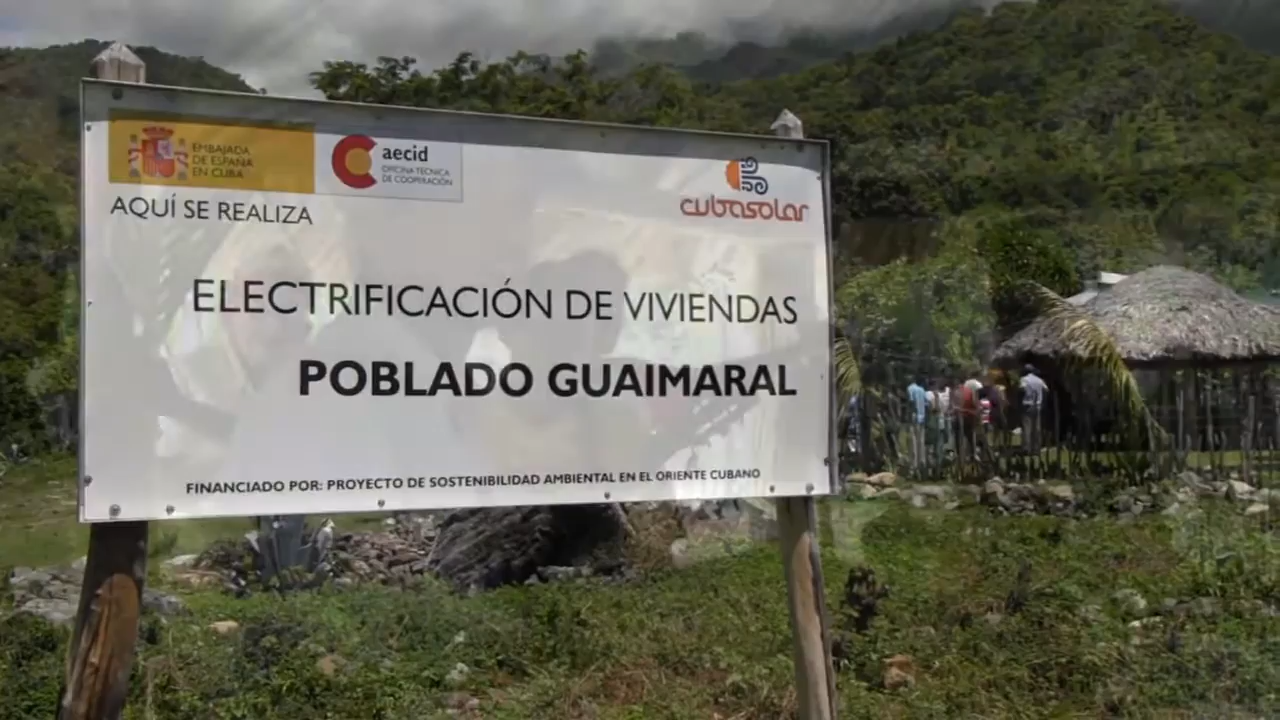 EMBAJADA
DE ESPAÑA
EN CUBA
aecid
OFICINA TÉCNICA
DE COOPERACIÓN
cubasolar
AQUÍ SE REALIZA
ELECTRIFICACIÓN DE VIVIENDAS
POBLADO GUAIMARAL
FINANCIADO POR: PROYECTO DE SOSTENIBILIDAD AMBIENTAL EN EL ORIENTE CUBANO